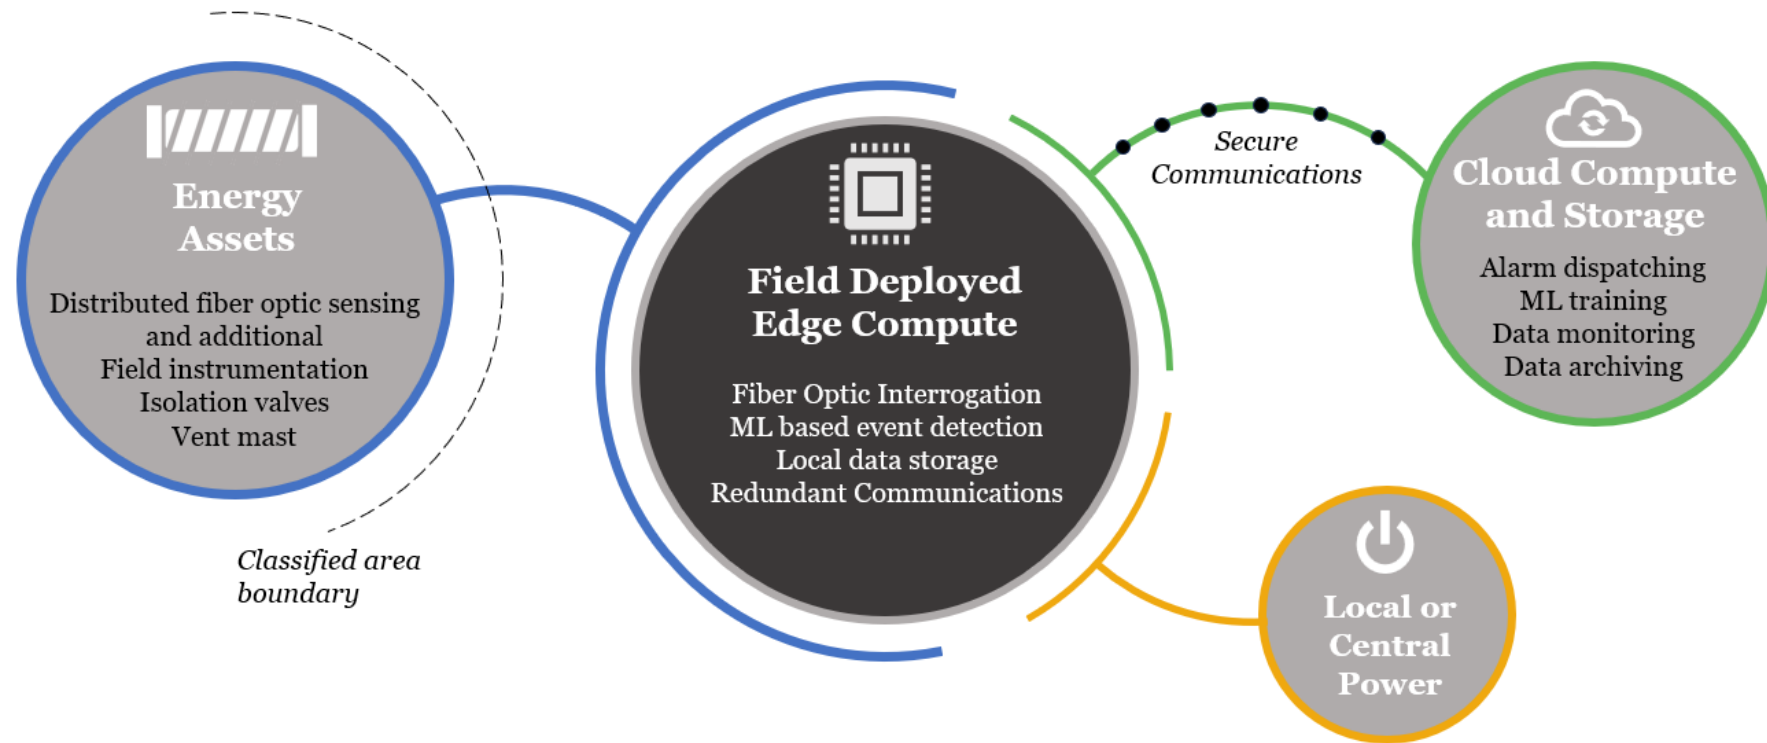 Energy
Assets
Distributed fiber optic sensing
and additional
Field instrumentation
Isolation valves
Vent mast
Classified area
boundary
Field Deployed
Edge Compute
Fiber Optic Interrogation
ML based event detection
Local data storage
Redundant Communications
Secure
Communications
Cloud Compute
and Storage
Alarm dispatching
ML training
Data monitoring
Data archiving
Local or
Central
Power